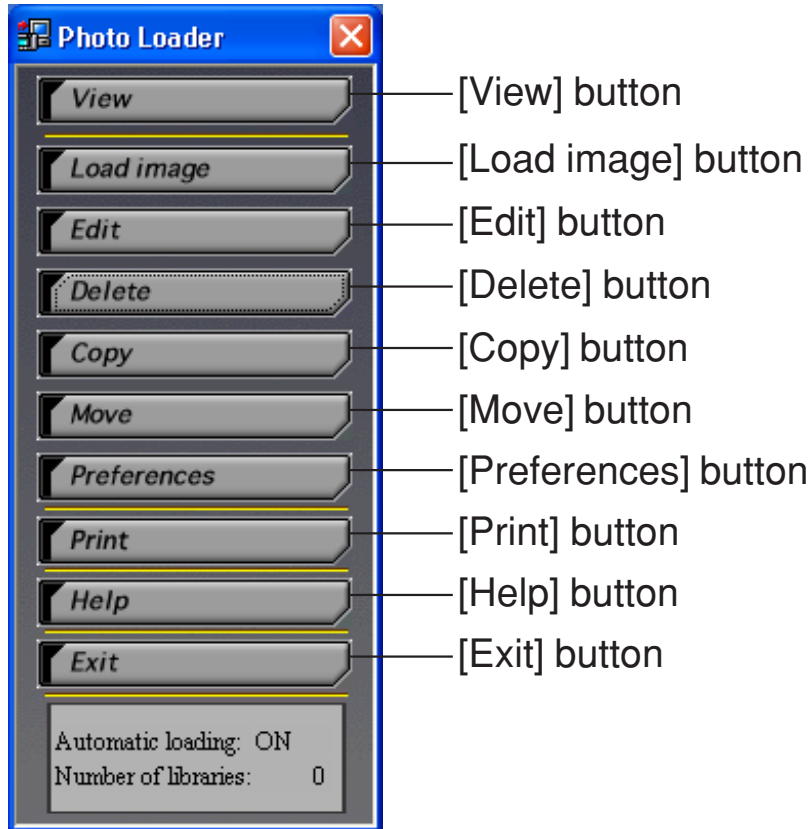 Photo Loader
View [View] button
Load image [Load image] button
Edit [Edit] button
Delete [Delete] button
Copy [Copy] button
Move [Move] button
Preferences [Preferences] button
Print [Print] button
Help [Help] button
Exit [Exit] button
Automatic loading: ON
Number of libraries: 0